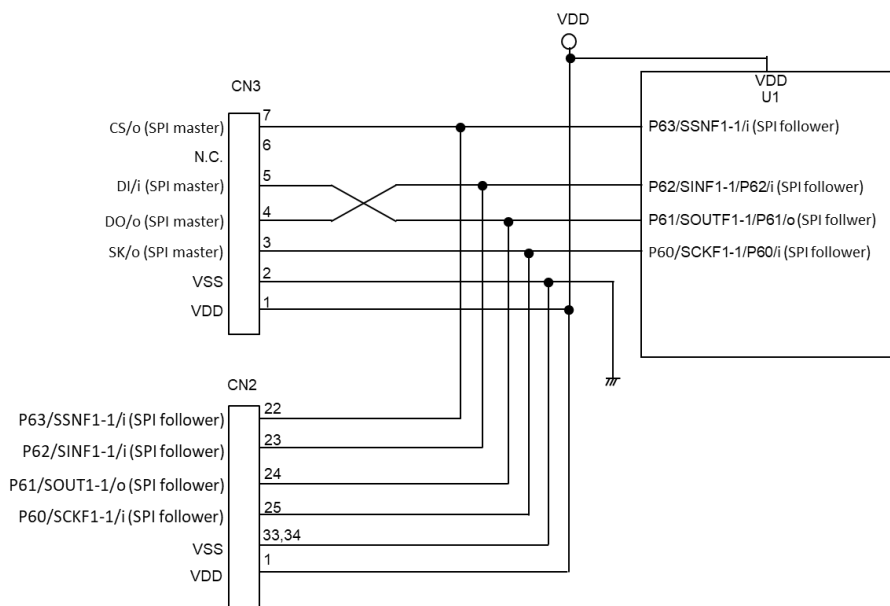 VDD
CN3
VDD
U1
CS/o (SPI master)
7
P63/SSNF1-1/i (SPI follower)
N.C.
6
DI/i (SPI master)
5
P62/SINF1-1/P62/i (SPI follower)
DO/o (SPI master)
4
P61/SOUTF1-1/P61/o (SPI follwer)
SK/o (SPI master)
3
P60/SCKF1-1/P60/i (SPI follower)
VSS
2
VDD
1
CN2
P63/SSNF1-1/i (SPI follower)
22
P62/SINF1-1/i (SPI follower)
23
P61/SOUT1-1/o (SPI follower)
24
P60/SCKF1-1/i (SPI follower)
25
VSS
33,34
VDD
1